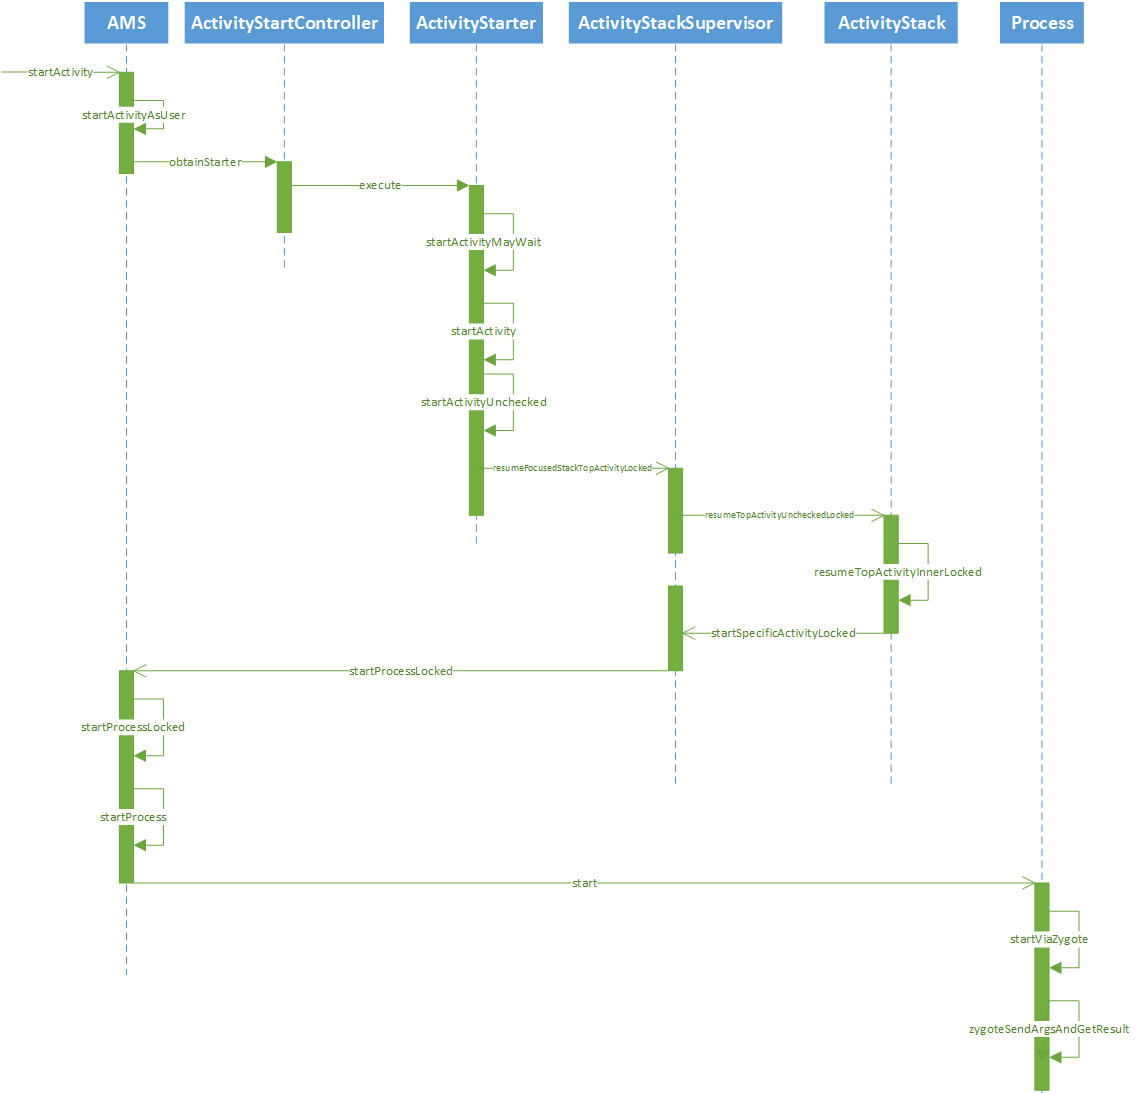 AMS
ActivityStartController
ActivityStarter
ActivityStackSupervisor
ActivityStack
Process
startActivity
startActivityAsUser
obtainStarter
execute
startActivityMayWait
startActivity
startActivityUnchecked
resumeFocusedStackTopActivityLocked
resumeTopActivityUncheckedLocked
resumeTopActivityInnerLocked
startSpecificActivityLocked
startProcessLocked
startProcessLocked
startProcess
start
startViaZygote
zygoteSendArgsAndGetResult